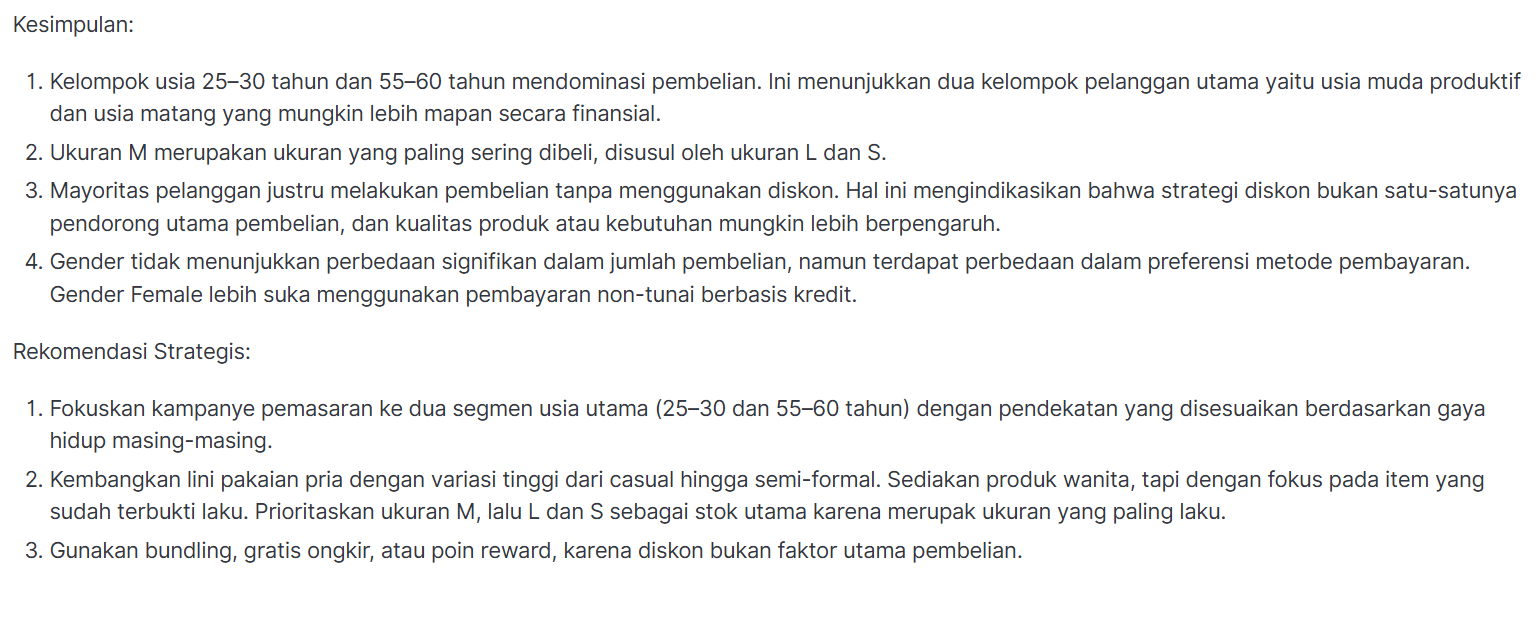 Kesimpulan:
1. Kelompok usia 25–30 tahun dan 55–60 tahun mendominasi pembelian. Ini menunjukkan dua kelompok pelanggan utama yaitu usia muda produktif
dan usia matang yang mungkin lebih mapan secara finansial.
2. Ukuran M merupakan ukuran yang paling sering dibeli, disusul oleh ukuran L dan S.
3. Mayoritas pelanggan justru melakukan pembelian tanpa menggunakan diskon. Hal ini mengindikasikan bahwa strategi diskon bukan satu-satunya
pendorong utama pembelian, dan kualitas produk atau kebutuhan mungkin lebih berpengaruh.
4. Gender tidak menunjukkan perbedaan signifikan dalam jumlah pembelian, namun terdapat perbedaan dalam preferensi metode pembayaran.
Gender Female lebih suka menggunakan pembayaran non-tunai berbasis kredit.
Rekomendasi Strategis:
1. Fokuskan kampanye pemasaran ke dua segmen usia utama (25–30 dan 55–60 tahun) dengan pendekatan yang disesuaikan berdasarkan gaya
hidup masing-masing.
2. Kembangkan lini pakaian pria dengan variasi tinggi dari casual hingga semi-formal. Sediakan produk wanita, tapi dengan fokus pada item yang
sudah terbukti laku. Prioritaskan ukuran M, lalu L dan S sebagai stok utama karena merupak ukuran yang paling laku.
3. Gunakan bundling, gratis ongkir, atau poin reward, karena diskon bukan faktor utama pembelian.